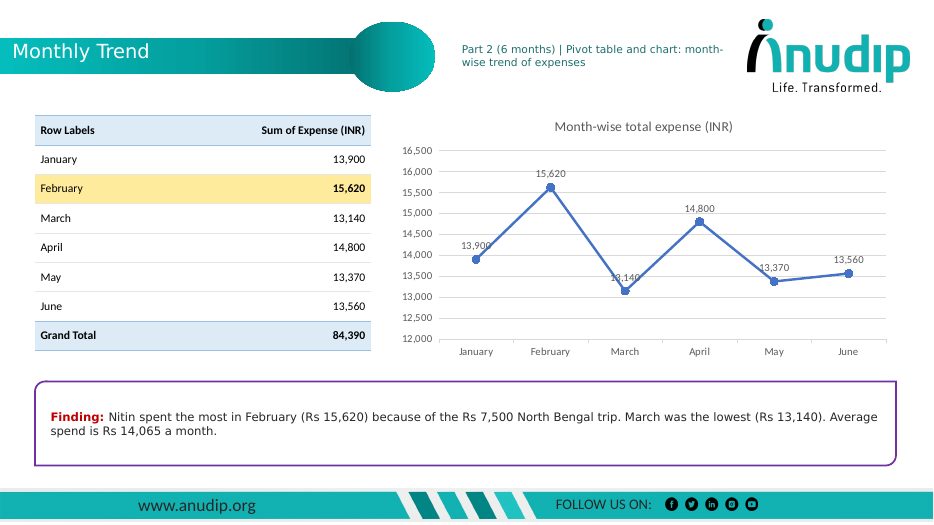 Monthly Trend
Part 2 (6 months) | Pivot table and chart: month-
wise trend of expenses
anudip
Life. Transformed.
Row Labels Sum of Expense (INR)
January 13,900
February 15,620
March 13,140
April 14,800
May 13,370
June 13,560
Grand Total 84,390
Month-wise total expense (INR)
16,500
16,000
15,500
15,000
14,500
14,000
13,500
13,000
12,500
12,000
13,900
15,620
13,140
14,800
13,370
13,560
January February March April May June
Finding: Nitin spent the most in February (Rs 15,620) because of the Rs 7,500 North Bengal trip. March was the lowest (Rs 13,140). Average
spend is Rs 14,065 a month.
www.anudip.org
FOLLOW US ON: